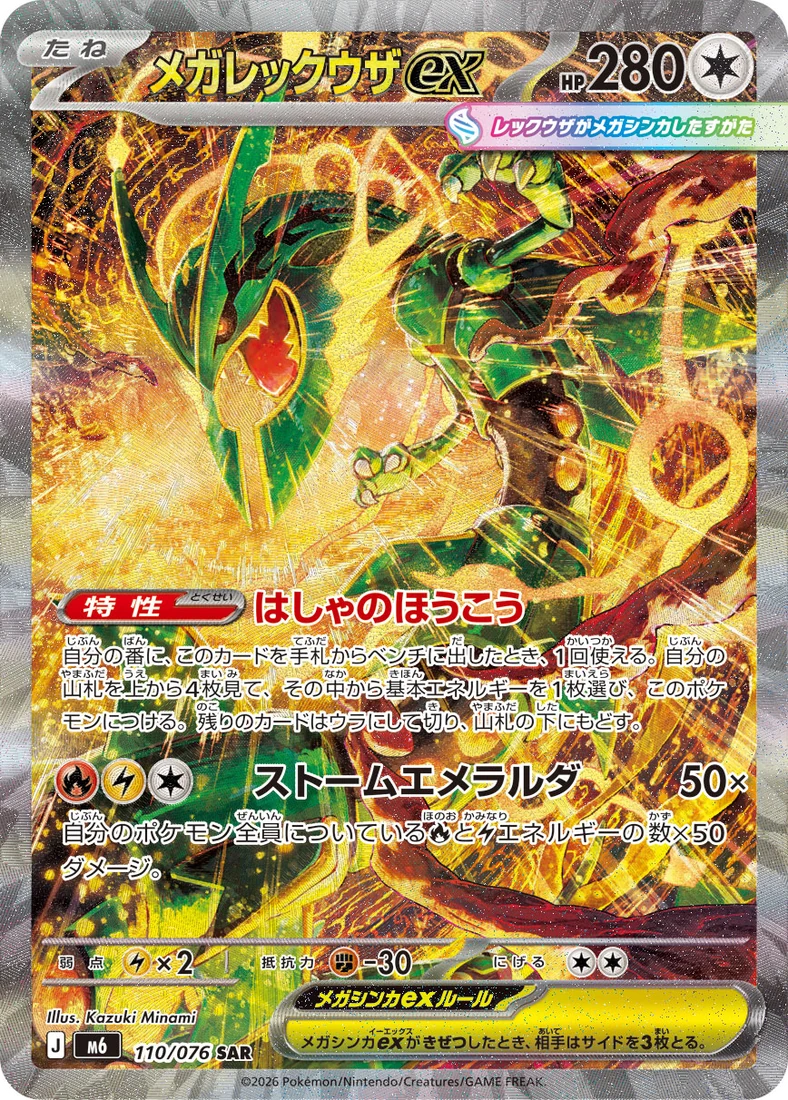 たね
メガレックウザex
HP 280
レックウザがメガシンカしたすがた
特性 とくせい はしゃのほうこう
自分の番に、このカードを手札からベンチに出したとき、1回使える。自分の
山札を上から4枚見て、その中から基本エネルギーを1枚選び、このポケ
モンにつける。残りのカードはウラにして切り、山札の下にもどす。
ストームエメラルダ 50×
自分のポケモン全員についているとエネルギーの数×50
ダメージ。
弱点 ×2 抵抗力 -30 にげる
メガシンカexルール
メガシンカexがきぜつしたとき、相手はサイドを3枚とる。
Illus. Kazuki Minami
J M6 110/076 SAR
©2026 Pokémon/Nintendo/Creatures/GAME FREAK.